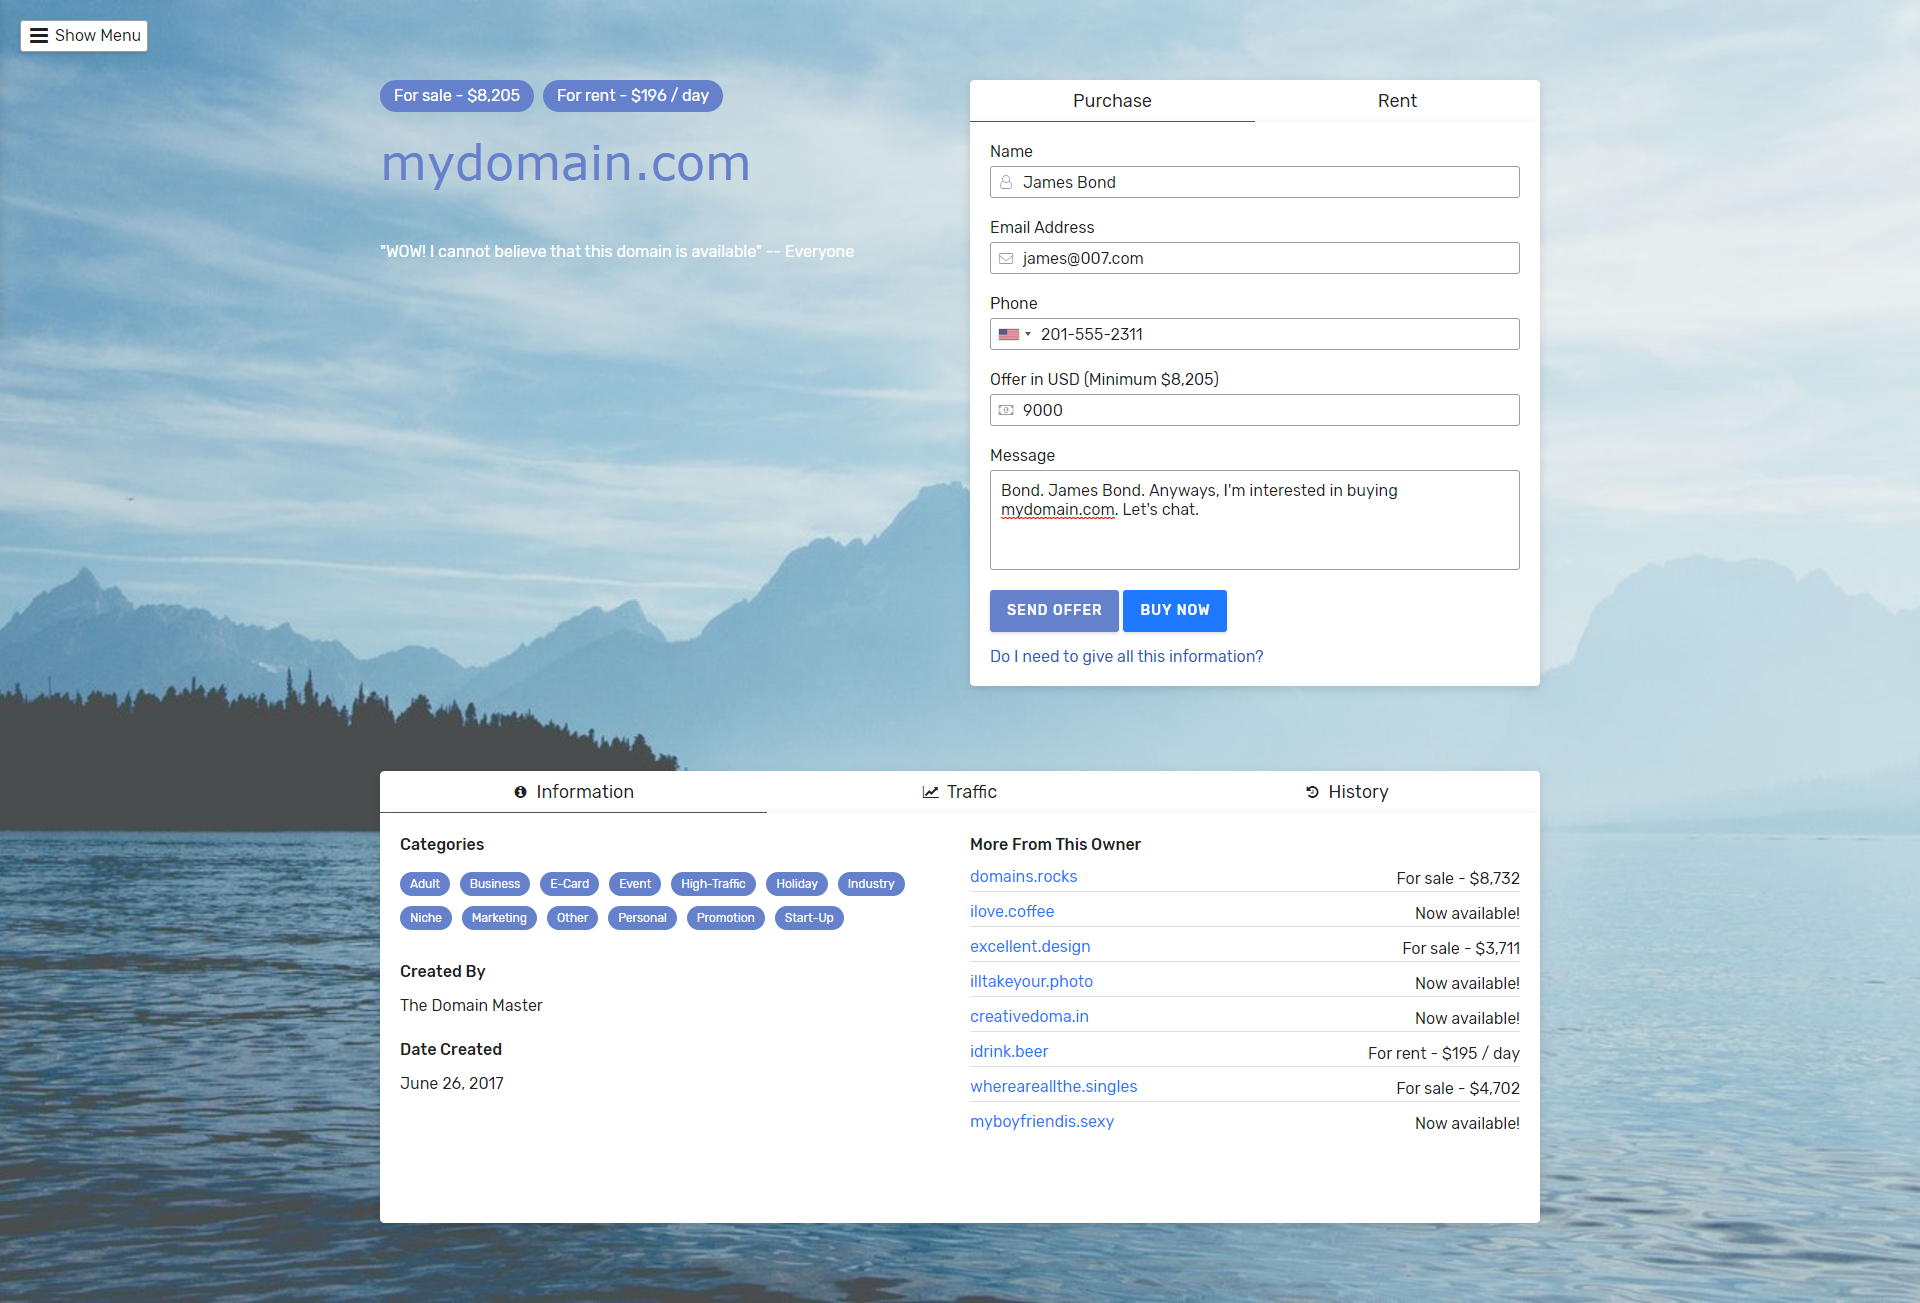 Show Menu
For sale - $8,205
For rent - $196 / day
mydomain.com
"WOW! I cannot believe that this domain is available" -- Everyone
Purchase
Rent
Name
James Bond
Email Address
james@007.com
Phone
201-555-2311
Offer in USD (Minimum $8,205)
9000
Message
Bond. James Bond. Anyways, I'm interested in buying
mydomain.com. Let's chat.
SEND OFFER
BUY NOW
Do I need to give all this information?
Information
Traffic
History
Categories
Adult Business E-Card Event High-Traffic Holiday Industry
Niche Marketing Other Personal Promotion Start-Up
Created By
The Domain Master
Date Created
June 26, 2017
More From This Owner
domains.rocks For sale - $8,732
ilove.coffee Now available!
excellent.design For sale - $3,711
illtakeyour.photo Now available!
creativedoma.in Now available!
idrink.beer For rent - $195 / day
whereareallthe.singles For sale - $4,702
myboyfriendis.sexy Now available!